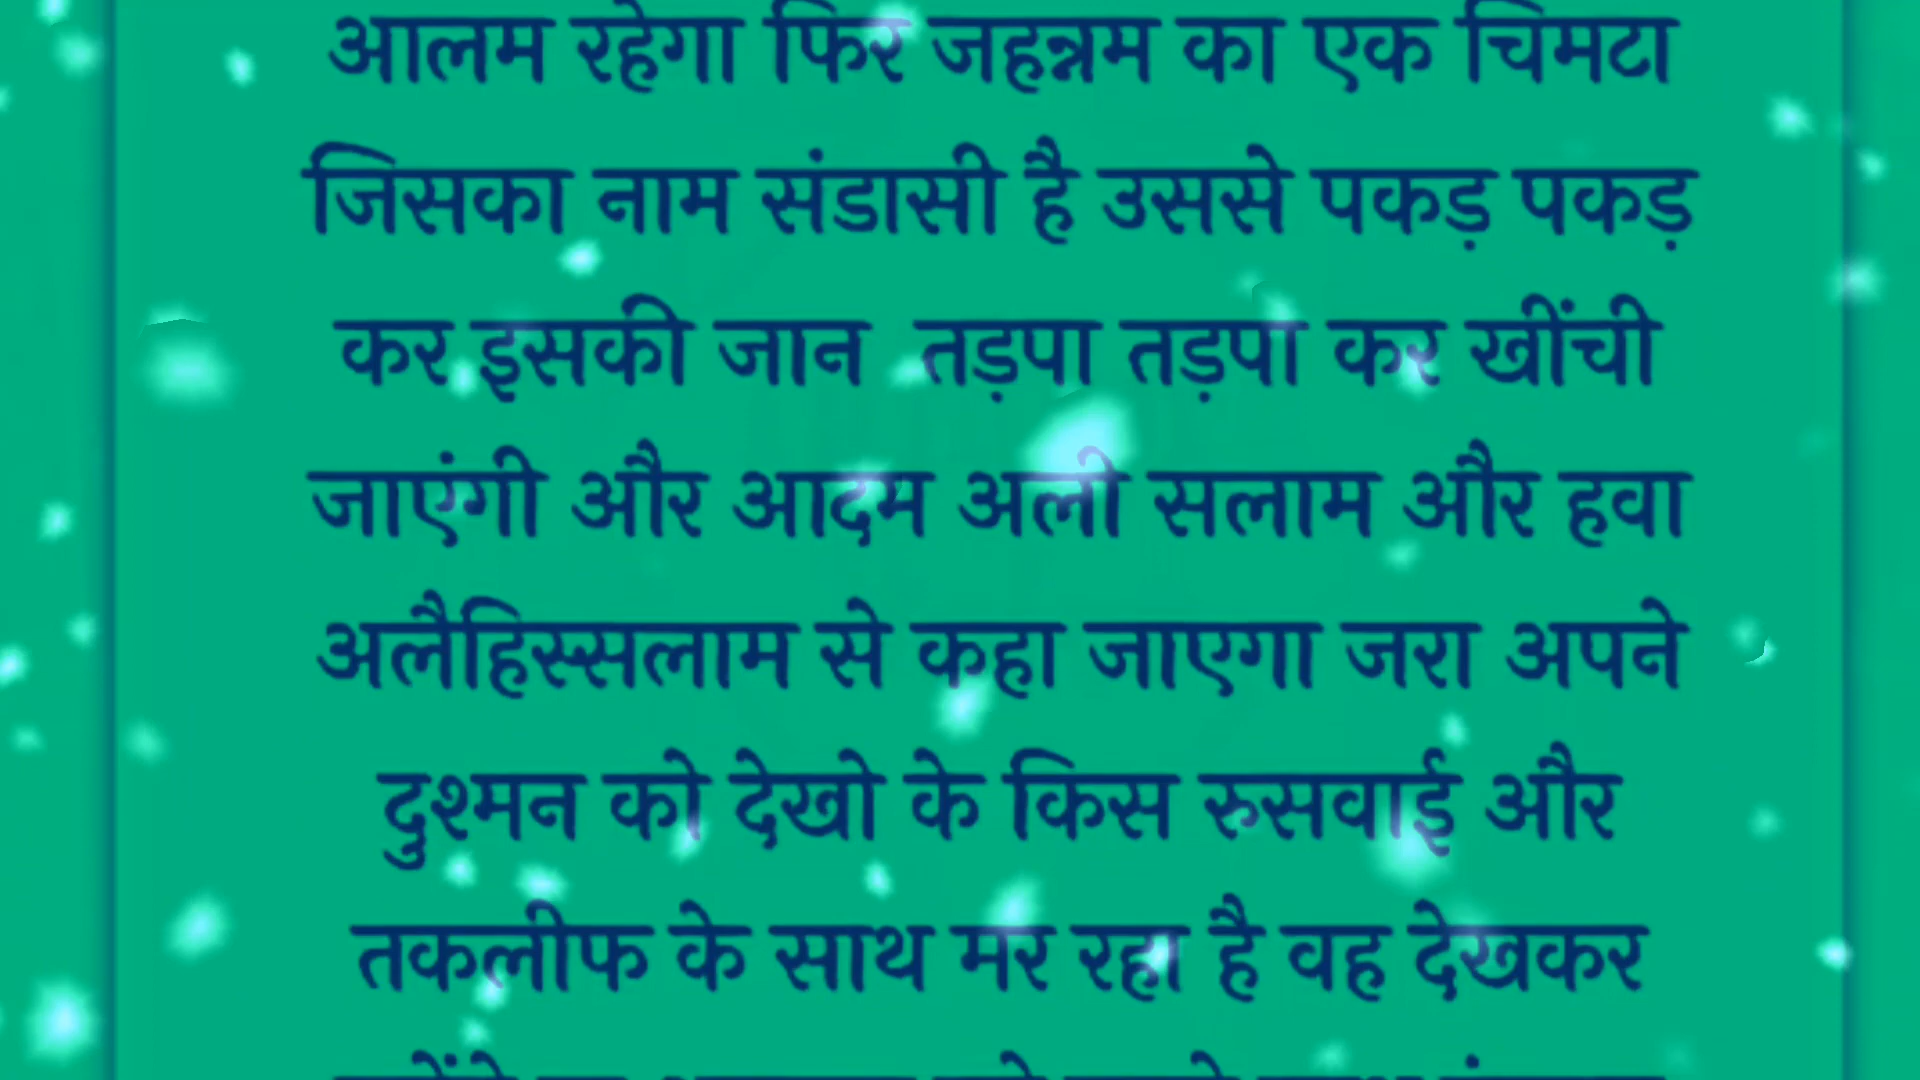 आलम रहेगा फिर जहन्नम का एक चिमटा
जिसका नाम संडासी है उससे पकड़ पकड़
कर इसकी जान तड़पा तड़पा कर खींची
जाएंगी और आदम अली सलाम और हवा
अलैहिस्सलाम से कहा जाएगा जरा अपने
दुश्मन को देखो के किस रुसवाई और
तकलीफ के साथ मर रहा है वह देखकर